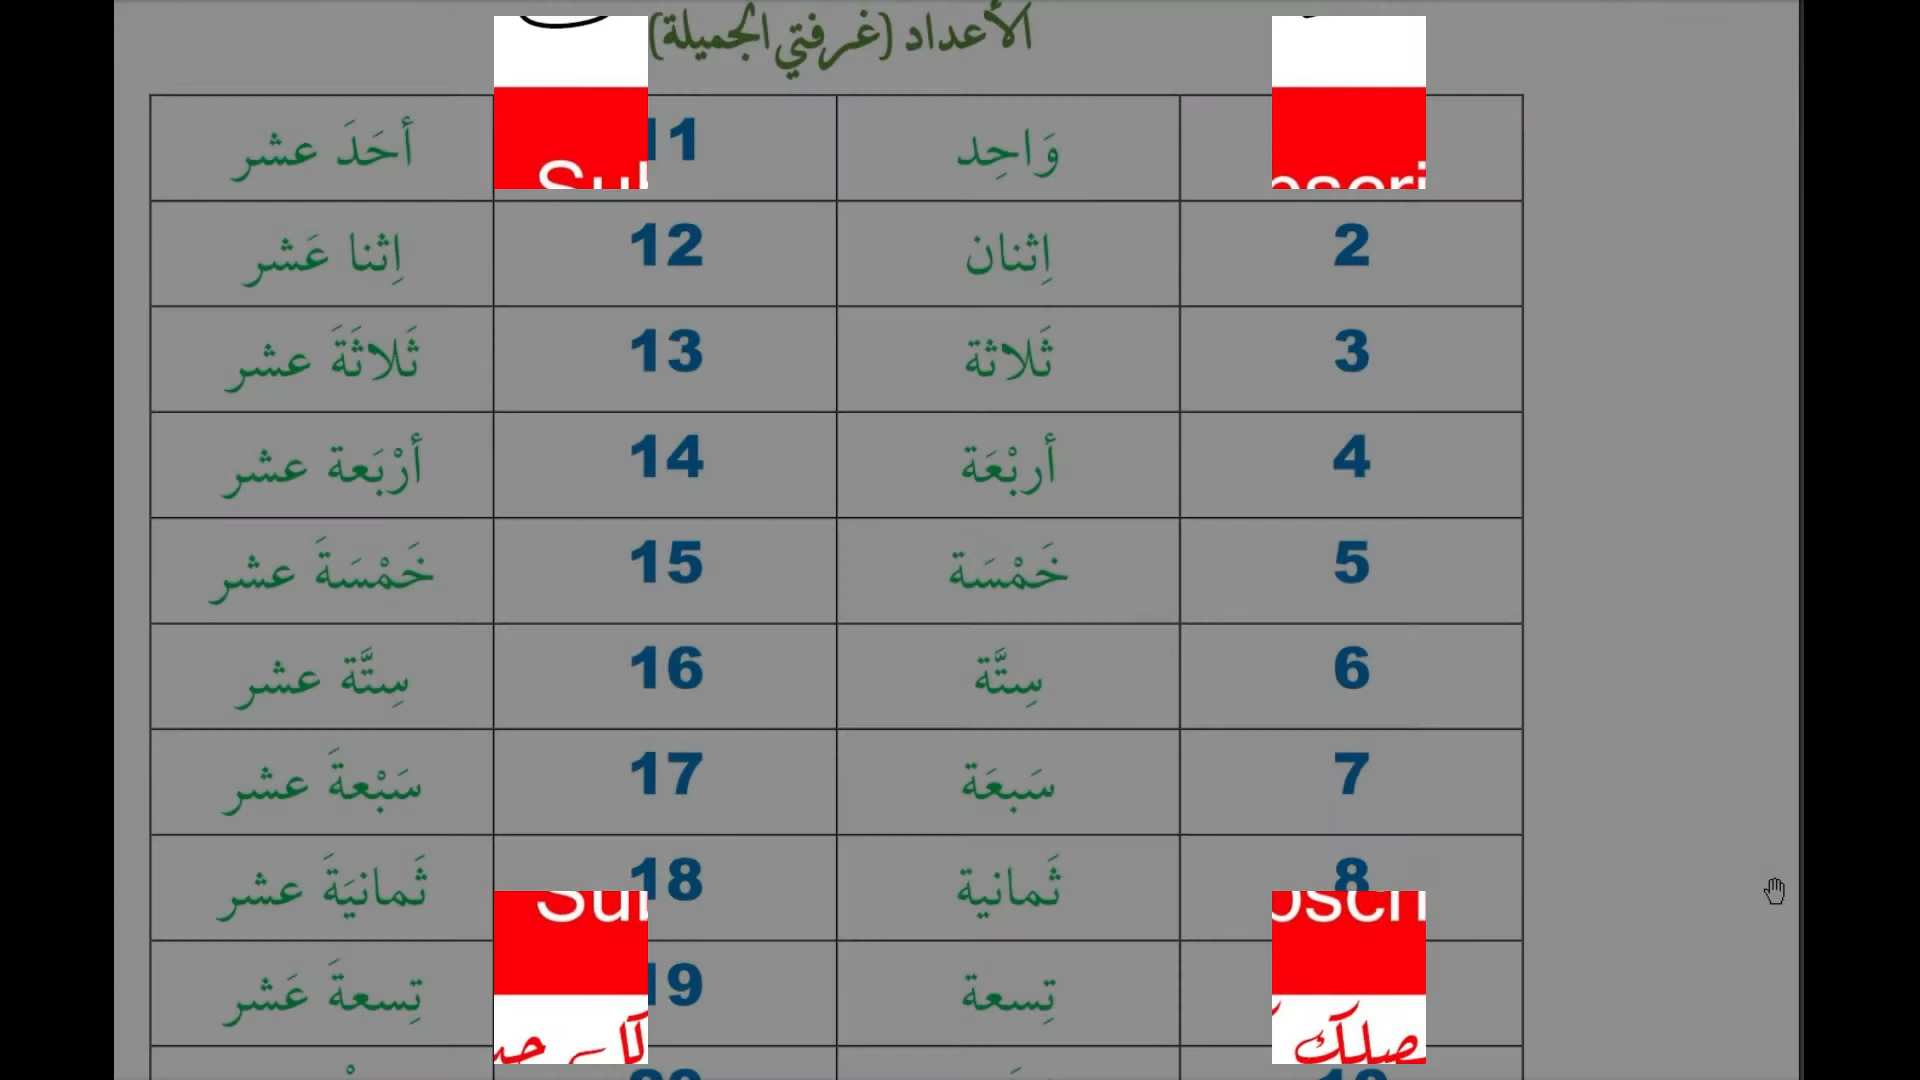 الأعداد (غرفتي الجميلة)
وَاحِد 11 أحَدَ عشر
2 اِثنان 12 اِثنا عَشر
3 ثَلاثة 13 ثَلاثَةَ عشر
4 أربْعَة 14 أرْبَعة عشر
5 خَمْسَة 15 خَمْسَةَ عشر
6 سِتَّة 16 سِتَّة عشر
7 سَبعَة 17 سَبْعةَ عشر
8 ثَمانية 18 ثَمانيَةَ عشر
تِسعة 19 تِسعةَ عَشر